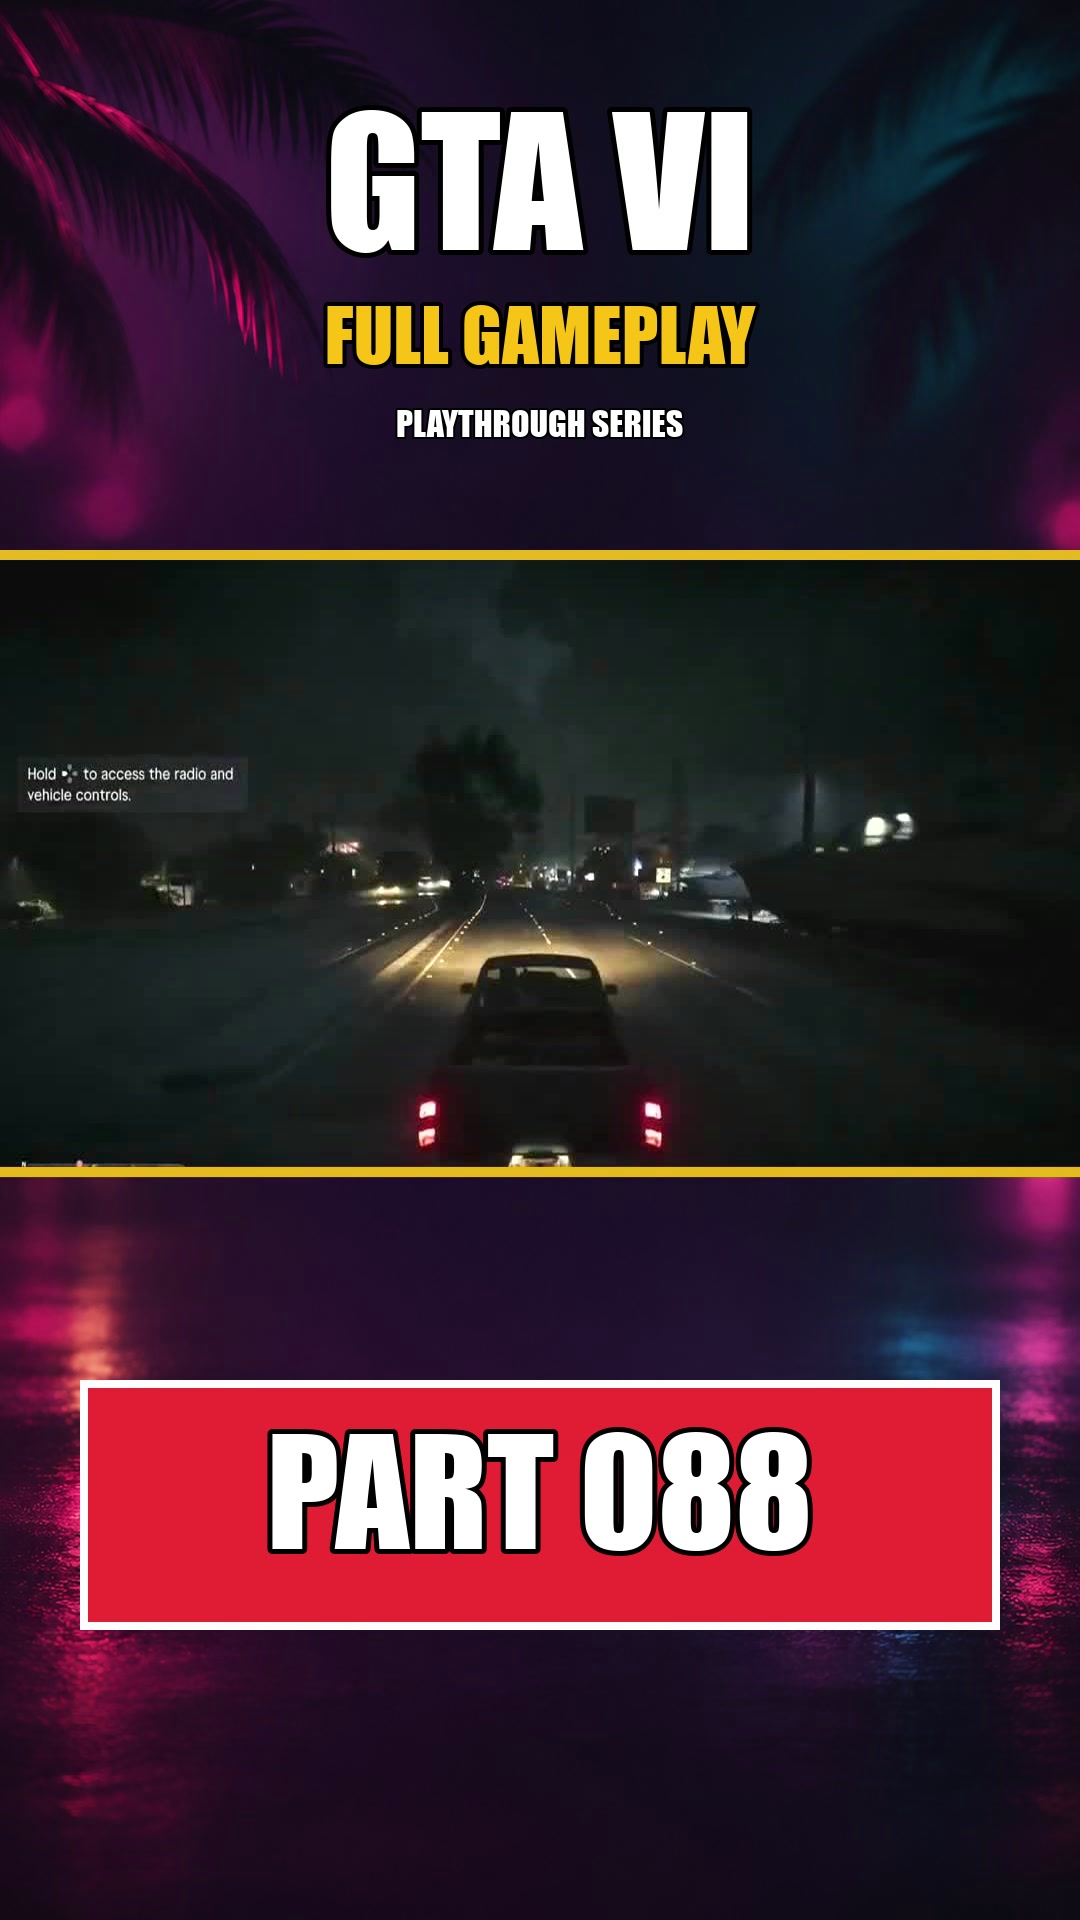 GTA VI
FULL GAMEPLAY
PLAYTHROUGH SERIES
Hold to access the radio and
vehicle controls.
N
PART 088